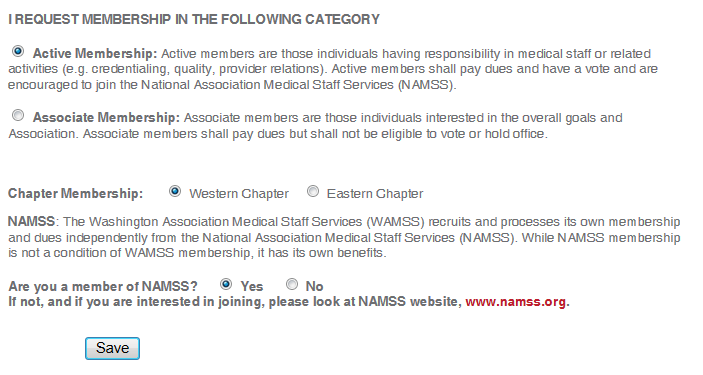 I REQUEST MEMBERSHIP IN THE FOLLOWING CATEGORY
Active Membership: Active members are those individuals having responsibility in medical staff or related
activities (e.g. credentialing, quality, provider relations). Active members shall pay dues and have a vote and are
encouraged to join the National Association Medical Staff Services (NAMSS).
Associate Membership: Associate members are those individuals interested in the overall goals and
Association. Associate members shall pay dues but shall not be eligible to vote or hold office.
Chapter Membership: Western Chapter Eastern Chapter
NAMSS: The Washington Association Medical Staff Services (WAMSS) recruits and processes its own membership
and dues independently from the National Association Medical Staff Services (NAMSS). While NAMSS membership
is not a condition of WAMSS membership, it has its own benefits.
Are you a member of NAMSS? Yes No
If not, and if you are interested in joining, please look at NAMSS website, www.namss.org.
Save